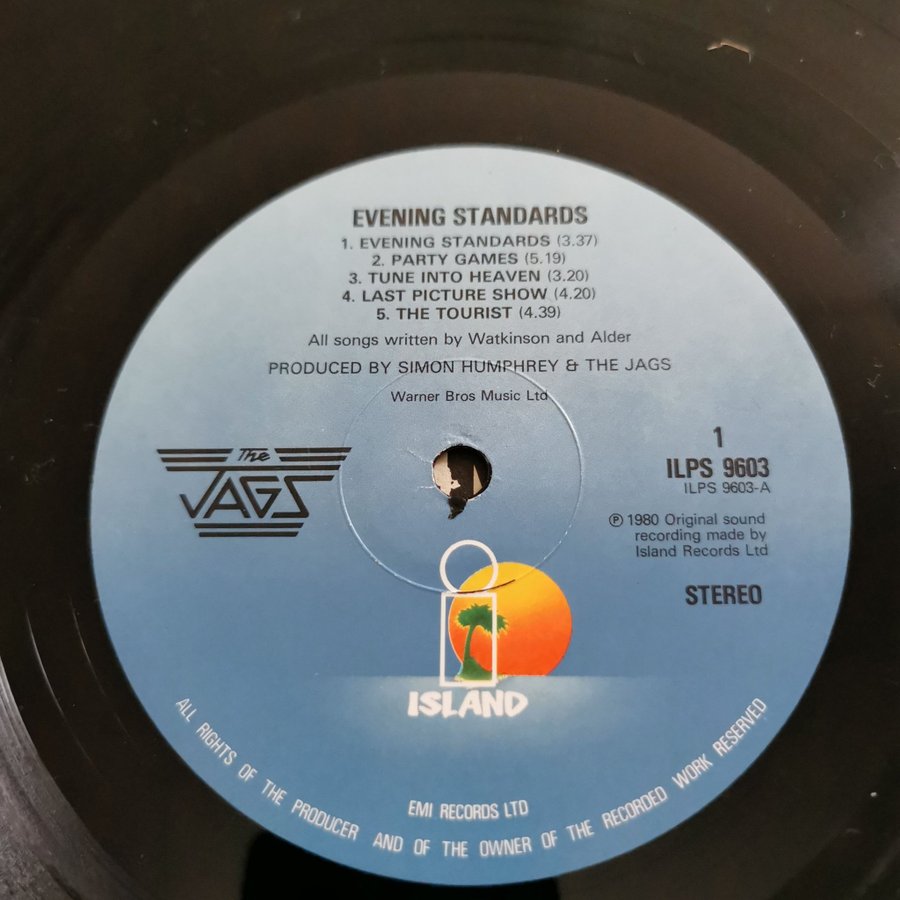 EVENING STANDARDS
1. EVENING STANDARDS (3.37)
2. PARTY GAMES (5.19)
3. TUNE INTO HEAVEN (3.20)
4. LAST PICTURE SHOW (4.20)
5. THE TOURIST (4.39)
All songs written by Watkinson and Alder
PRODUCED BY SIMON HUMPHREY & THE JAGS
Warner Bros Music Ltd
The
JAGS
1
ILPS 9603
ILPS 9603-A
Ⓟ 1980 Original sound
recording made by
Island Records Ltd
STEREO
i
ISLAND
EMI RECORDS LTD
ALL RIGHTS OF THE PRODUCER AND OF THE OWNER OF THE RECORDED WORK RESERVED